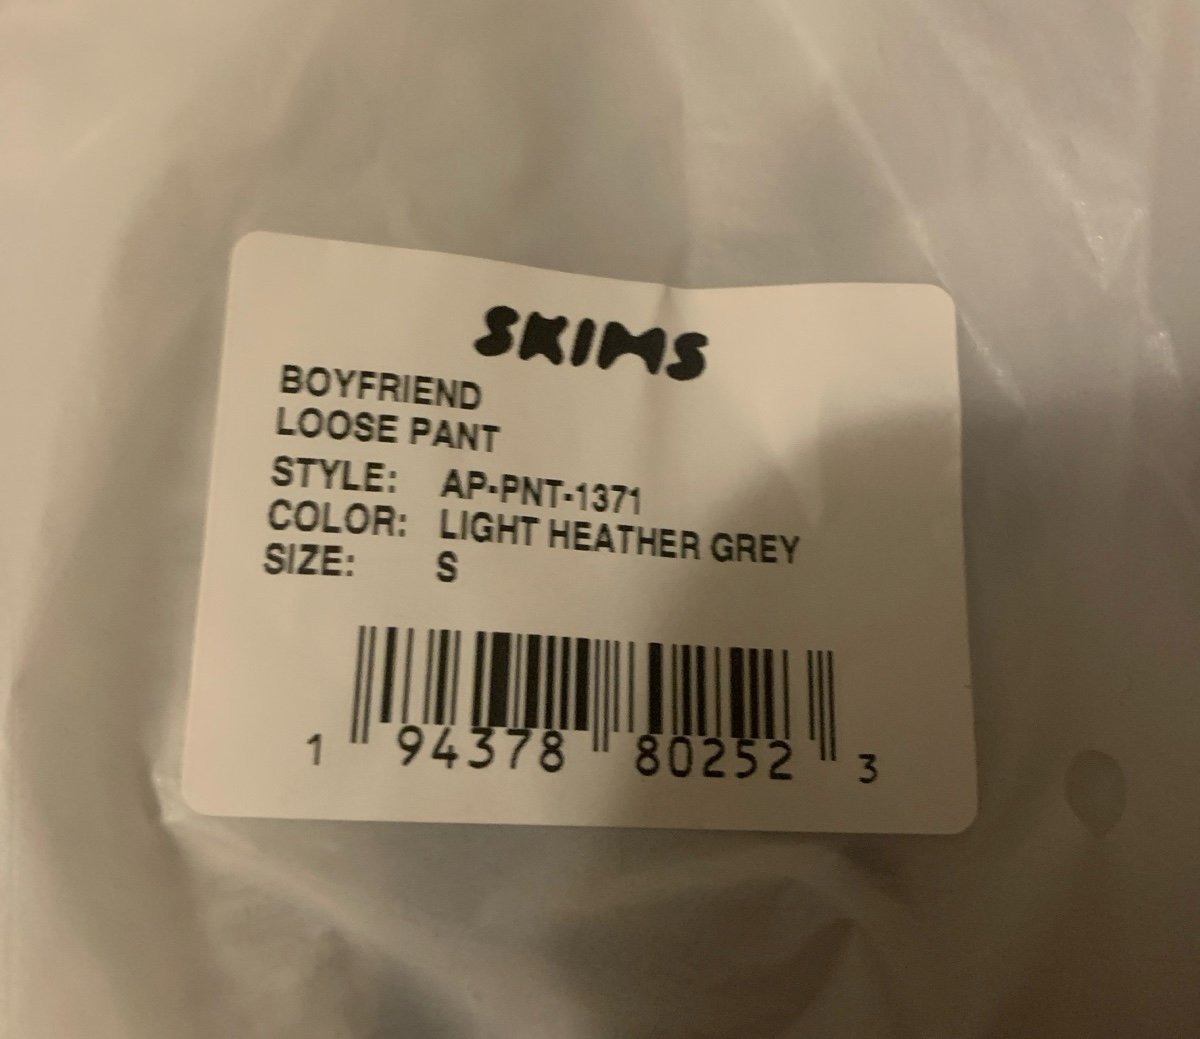 SKIMS
BOYFRIEND
LOOSE PANT
STYLE: AP-PNT-1371
COLOR: LIGHT HEATHER GREY
SIZE: S
1 94378 80252 3